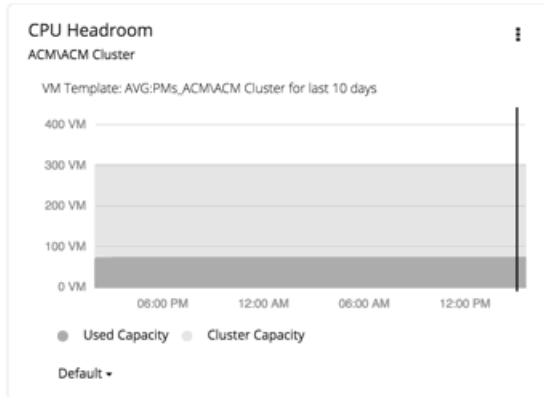 CPU Headroom
ACM\ACM Cluster
VM Template: AVG:PMs_ACM\ACM Cluster for last 10 days
400 VM
300 VM
200 VM
100 VM
0 VM
06:00 PM 12:00 AM 06:00 AM 12:00 PM
Used Capacity Cluster Capacity
Default